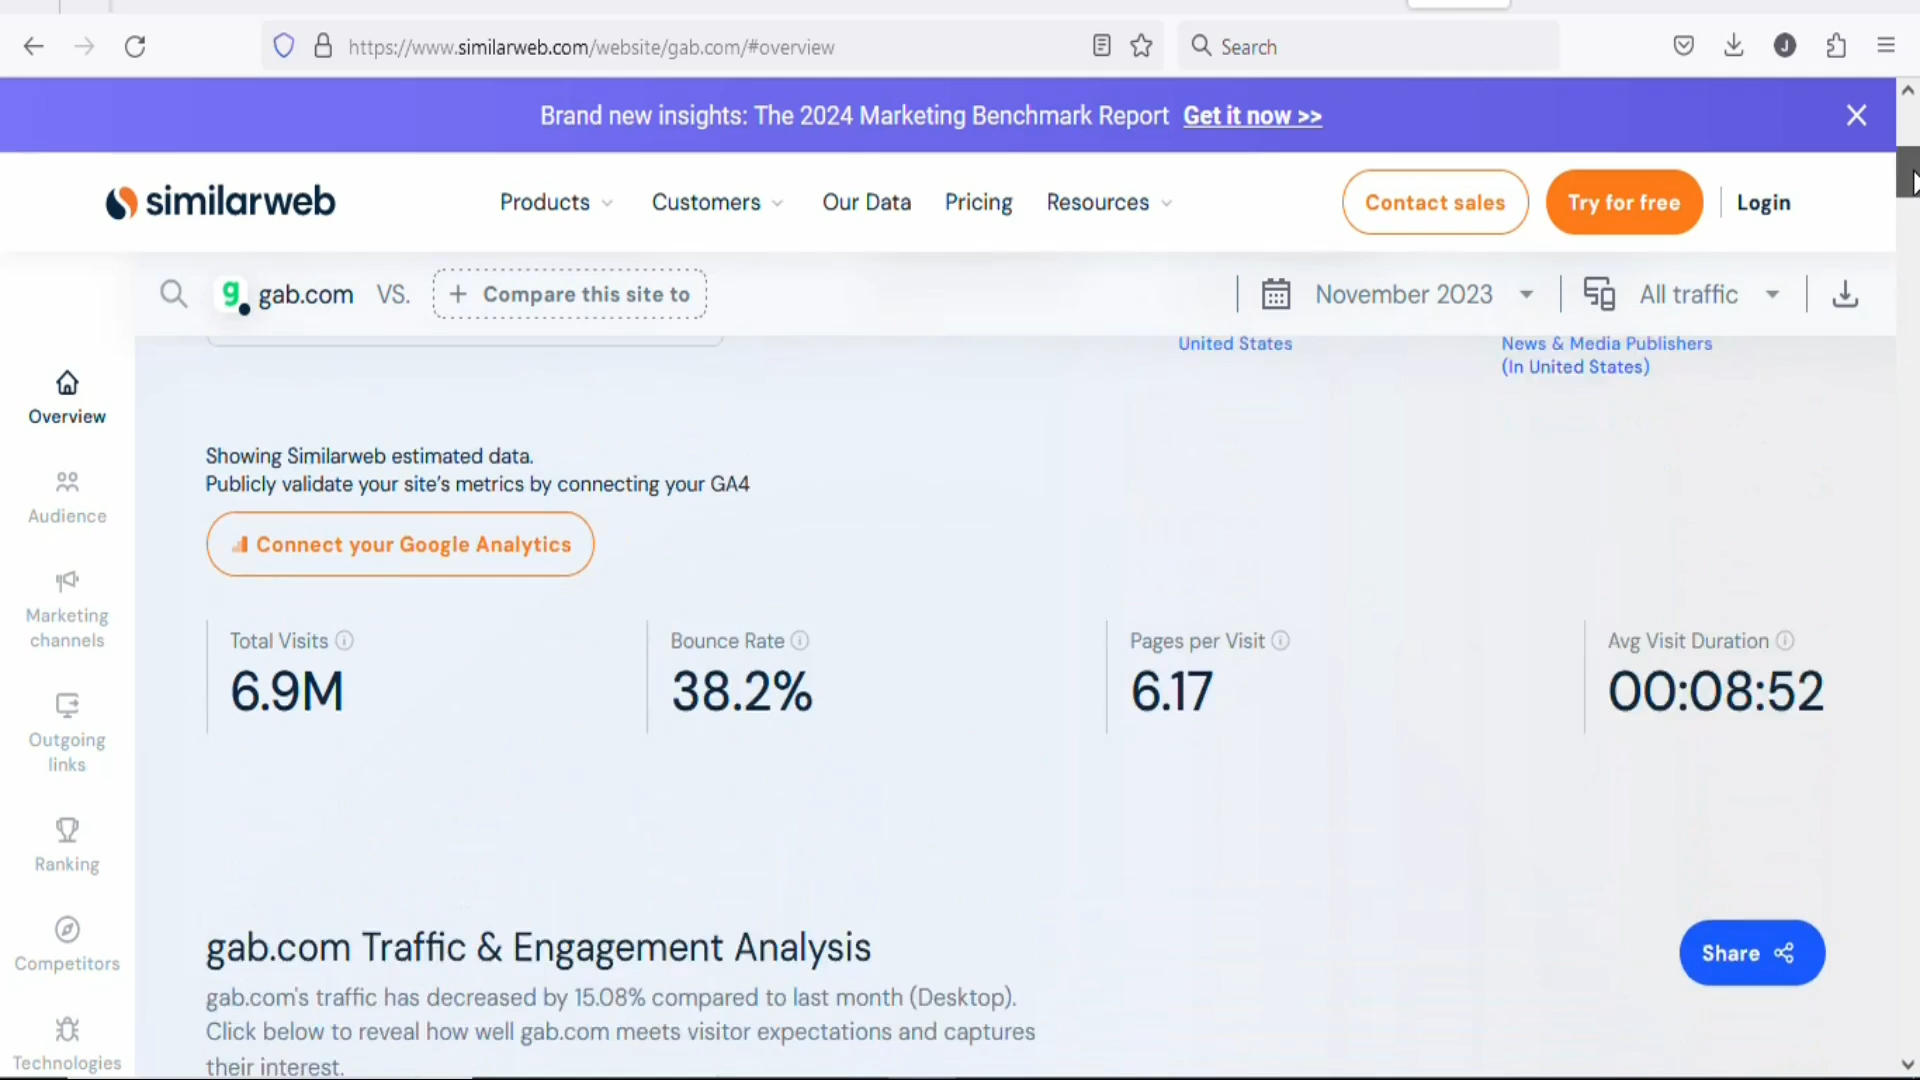 https://www.similarweb.com/website/gab.com/#overview
Search
J
Brand new insights: The 2024 Marketing Benchmark Report Get it now >>
similarweb
Products
Customers
Our Data
Pricing
Resources
Contact sales
Try for free
Login
g
gab.com VS. + Compare this site to
November 2023
All traffic
United States
News & Media Publishers
(In United States)
Overview
Audience
Marketing
channels
Outgoing
links
Ranking
Competitors
Technologies
Showing Similarweb estimated data.
Publicly validate your site's metrics by connecting your GA4
Connect your Google Analytics
Total Visits
6.9M
Bounce Rate
38.2%
Pages per Visit
6.17
Avg Visit Duration
00:08:52
gab.com Traffic & Engagement Analysis
Share
gab.com's traffic has decreased by 15.08% compared to last month (Desktop).
Click below to reveal how well gab.com meets visitor expectations and captures
their interest.